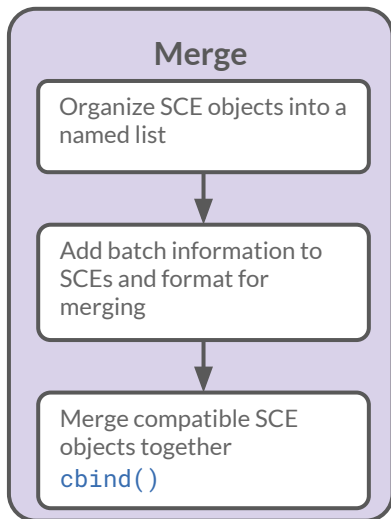 Merge
Organize SCE objects into a
named list
Add batch information to
SCEs and format for
merging
Merge compatible SCE
objects together
cbind()